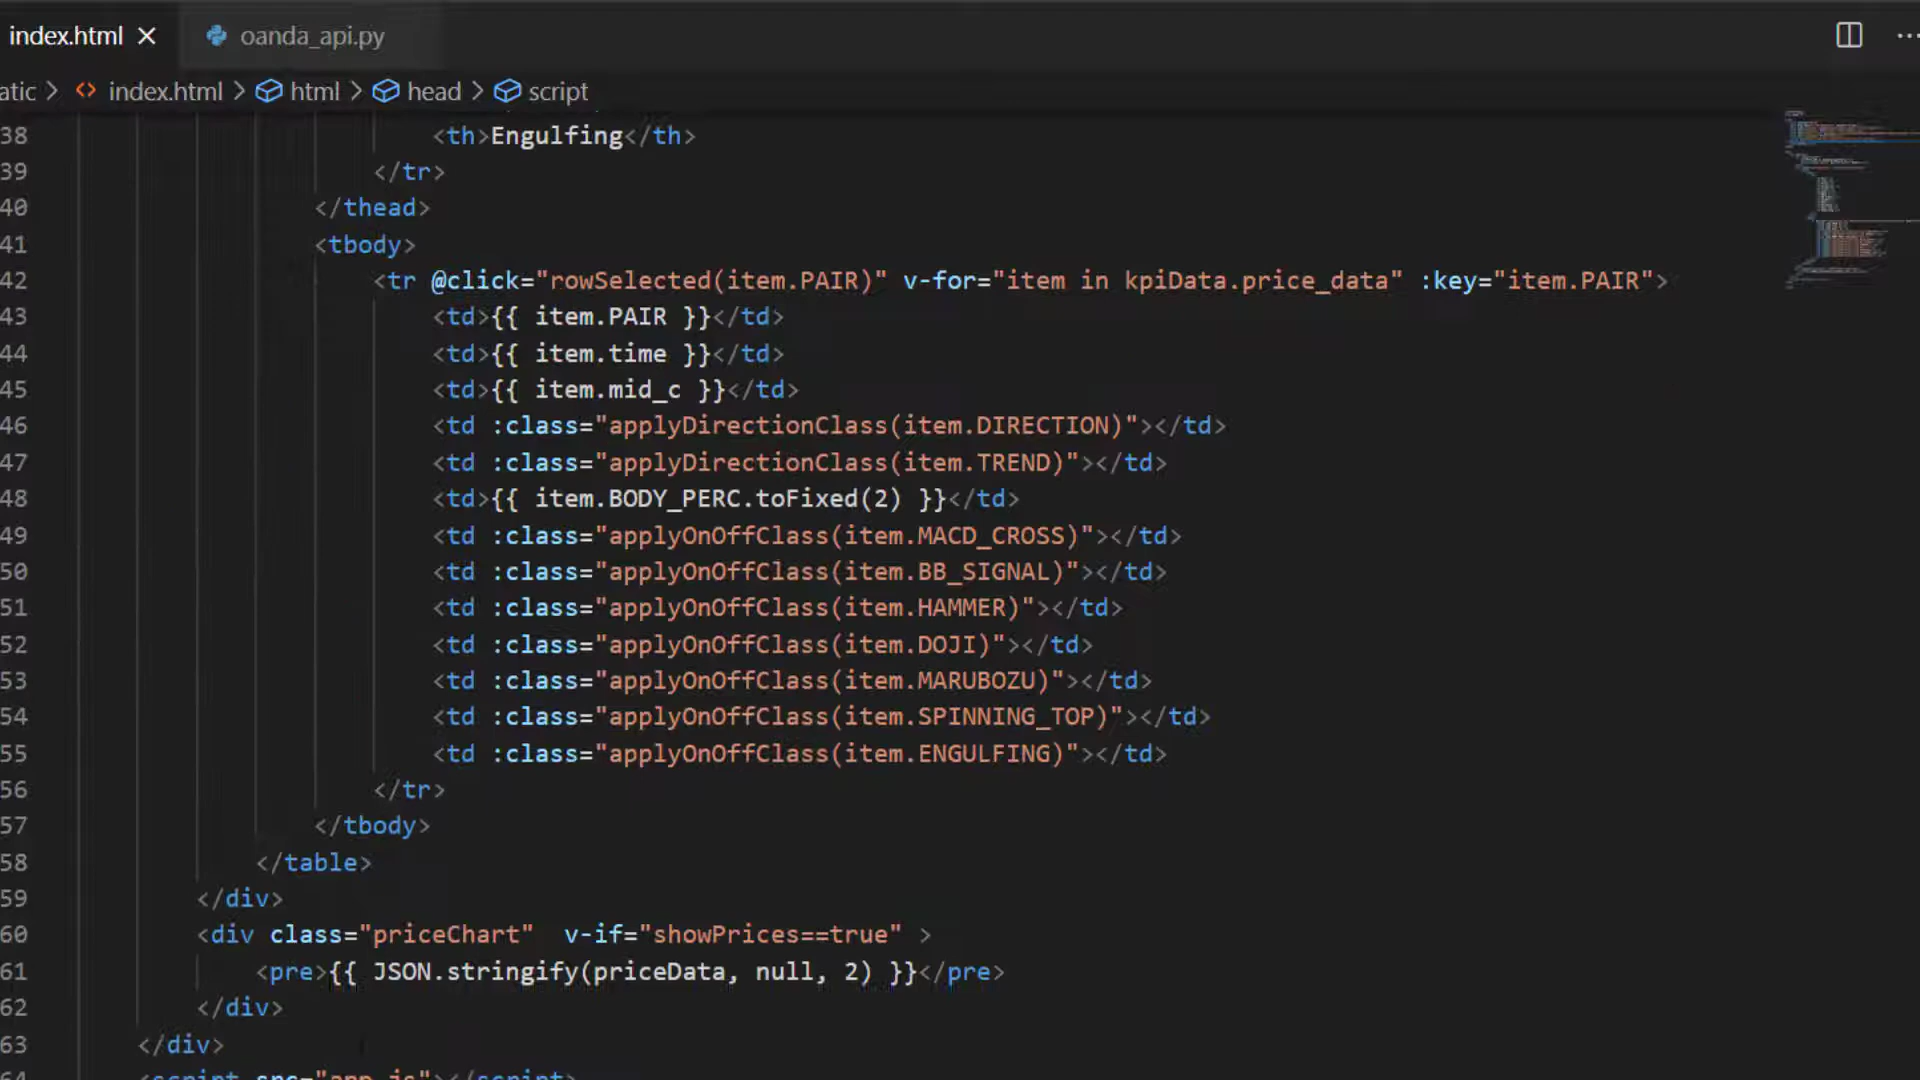 index.html
oanda_api.py
atic > index.html > html > head > script
38 <th>Engulfing</th>
39 </tr>
40 </thead>
41 <tbody>
42 <tr @click="rowSelected(item.PAIR)" v-for="item in kpiData.price_data" :key="item.PAIR">
43 <td>{{ item.PAIR }}</td>
44 <td>{{ item.time }}</td>
45 <td>{{ item.mid_c }}</td>
46 <td :class="applyDirectionClass(item.DIRECTION)"></td>
47 <td :class="applyDirectionClass(item.TREND)"></td>
48 <td>{{ item.BODY_PERC.toFixed(2) }}</td>
49 <td :class="applyOnOffClass(item.MACD_CROSS)"></td>
50 <td :class="applyOnOffClass(item.BB_SIGNAL)"></td>
51 <td :class="applyOnOffClass(item.HAMMER)"></td>
52 <td :class="applyOnOffClass(item.DOJI)"></td>
53 <td :class="applyOnOffClass(item.MARUBOZU)"></td>
54 <td :class="applyOnOffClass(item.SPINNING_TOP)"></td>
55 <td :class="applyOnOffClass(item.ENGULFING)"></td>
56 </tr>
57 </tbody>
58 </table>
59 </div>
60 <div class="priceChart"  v-if="showPrices==true" >
61 <pre>{{ JSON.stringify(priceData, null, 2) }}</pre>
62 </div>
63 </div>
64 <script src="app.js"></script>